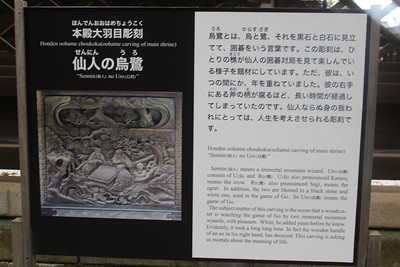 ほんでんおおはめちょうこく
本殿大羽目彫刻
Honden oohame choukoku(oohame carving of main shrine)
せんにん うろ
仙人の烏鷺
"Sennin(仙人) no Uro(烏鷺)"
うろ からす さぎ
烏鷺とは、烏と鷺、それを黒石と白石に見立
てて、囲碁をいう言葉です。この彫刻は、ひ
きこり
とりの樵が仙人の囲碁対局を見て楽しんで
いる様子を題材にしています。ただ、彼は、い
つの間にか、年を重ねていました。彼の右手
おの え
にある斧の柄が腐るほど、長い時間が経過し
てしまっていたのです。仙人ならぬ身の我わ
れにとっては、人生を考えさせられる彫刻で
す。
Honden oohame choukoku(oohame carving of main shrine)
"Sennin(仙人) no Uro(烏鷺)"
Sennin(仙人) means a immortal mountain wizard. Uro(烏鷺)
consists of U(烏) and Ro(鷺). U(烏) also pronounced Karasu,
means the crow. Ro(鷺) also pronounced Sagi, means the
egret. In addition, the two are likened to a black stone and
white one, used in the game of Go. So Uro(烏鷺) means the
game of Go.
The subject matter of this carving is the scene that a woodcut-
ter is watching the game of Go by two immortal mountain
wizards, with pleasure. While, he added years before he knew.
Evidently, it took a long long time. In fact the wooden handle
of an ax in his right hand, has decayed. This carving is asking
us mortals about the meaning of life.